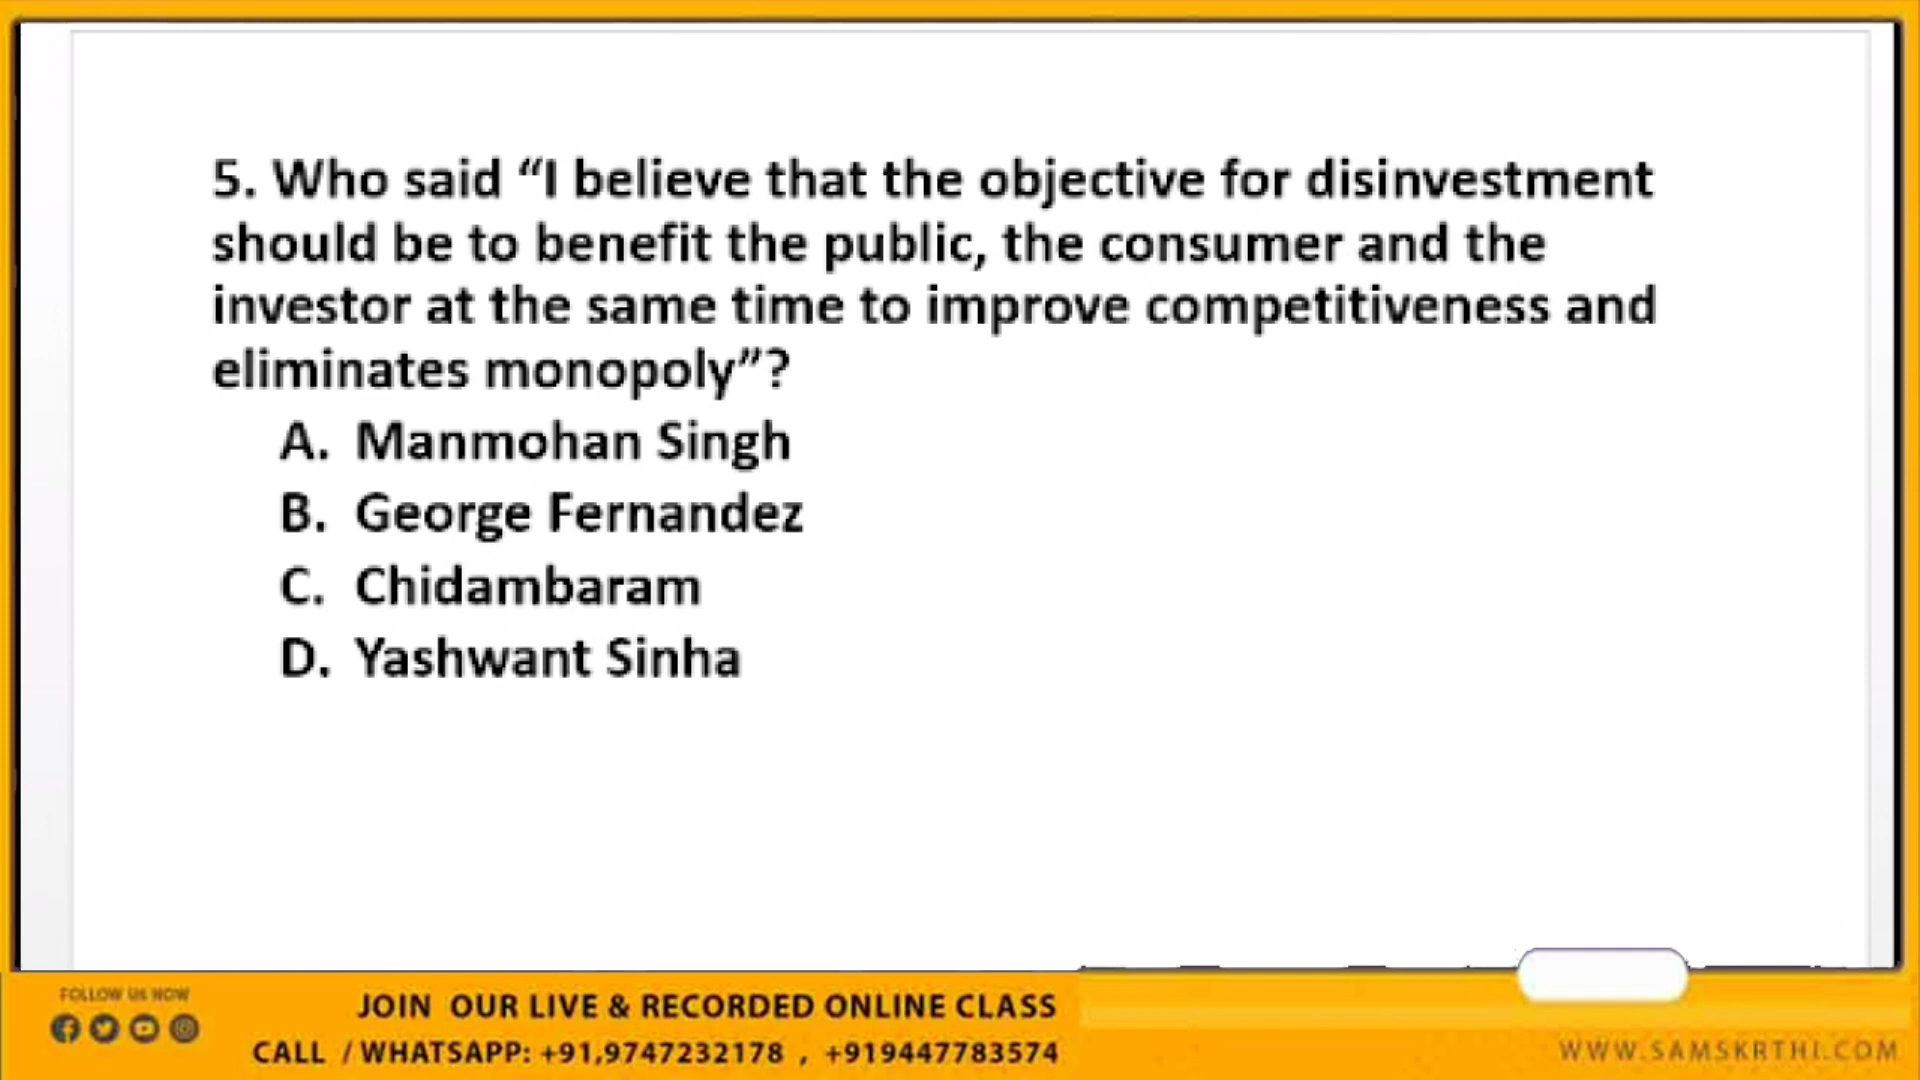 5. Who said “I believe that the objective for disinvestment
should be to benefit the public, the consumer and the
investor at the same time to improve competitiveness and
eliminates monopoly”?
A. Manmohan Singh
B. George Fernandez
C. Chidambaram
D. Yashwant Sinha
FOLLOW US NOW
JOIN OUR LIVE & RECORDED ONLINE CLASS
CALL / WHATSAPP: +91,9747232178 , +919447783574
WWW.SAMSKRTHI.COM